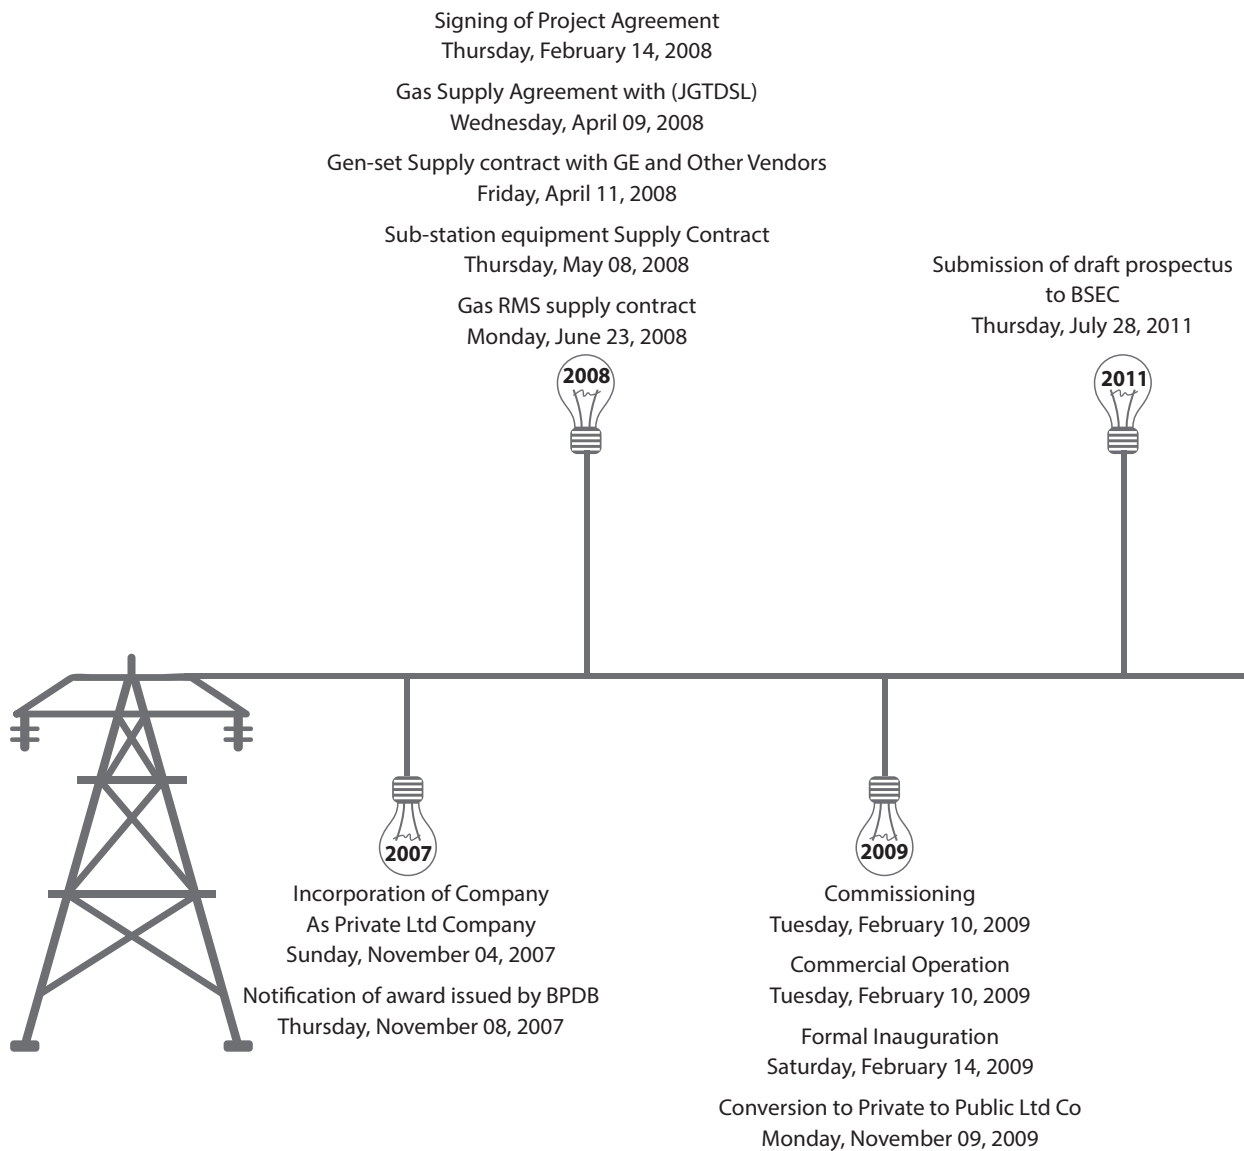 Signing of Project Agreement
Thursday, February 14, 2008
Gas Supply Agreement with (JGTDSL)
Wednesday, April 09, 2008
Gen-set Supply contract with GE and Other Vendors
Friday, April 11, 2008
Sub-station equipment Supply Contract
Thursday, May 08, 2008
Gas RMS supply contract
Monday, June 23, 2008
2008
Submission of draft prospectus
to BSEC
Thursday, July 28, 2011
2011
2007
Incorporation of Company
As Private Ltd Company
Sunday, November 04, 2007
Notification of award issued by BPDB
Thursday, November 08, 2007
2009
Commissioning
Tuesday, February 10, 2009
Commercial Operation
Tuesday, February 10, 2009
Formal Inauguration
Saturday, February 14, 2009
Conversion to Private to Public Ltd Co
Monday, November 09, 2009